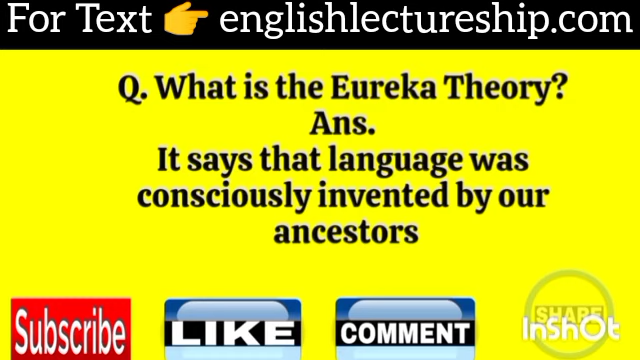 For Text 👉 englishlectureship.com
Q. What is the Eureka Theory?
Ans.
It says that language was
consciously invented by our
ancestors
Subscribe
LIKE
COMMENT
SHARE
InShOt